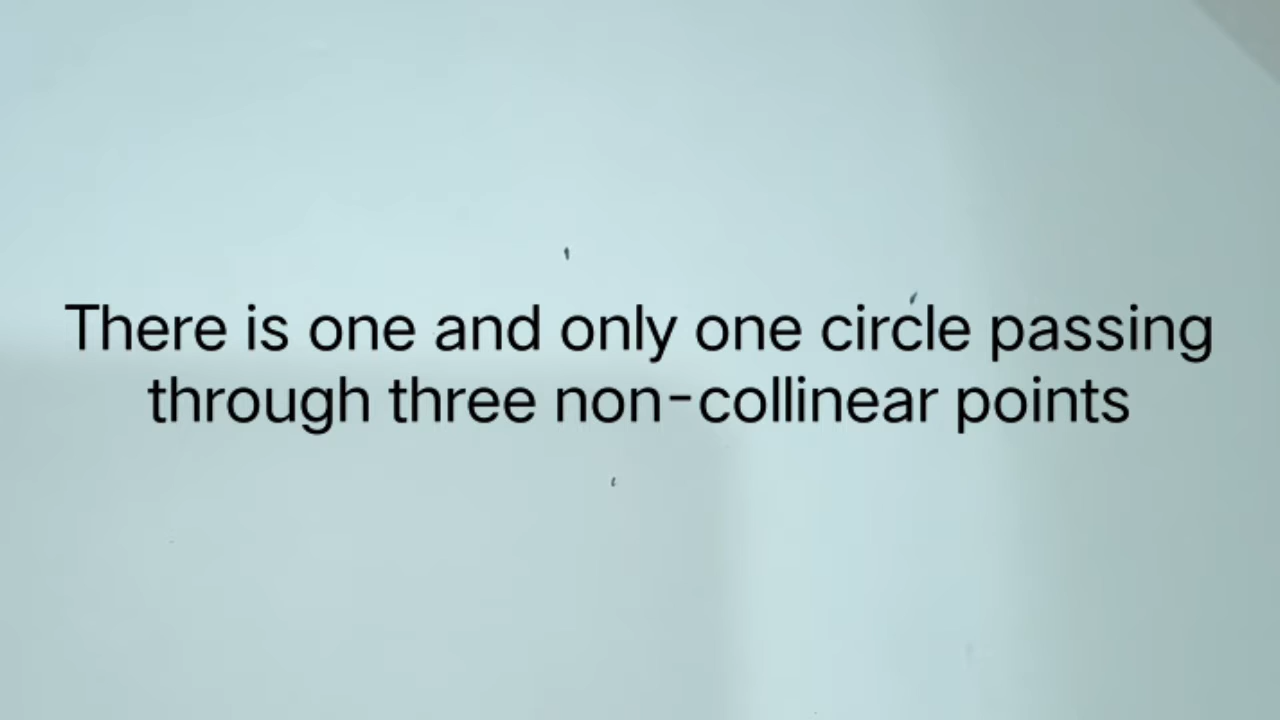 There is one and only one circle passing
through three non-collinear points